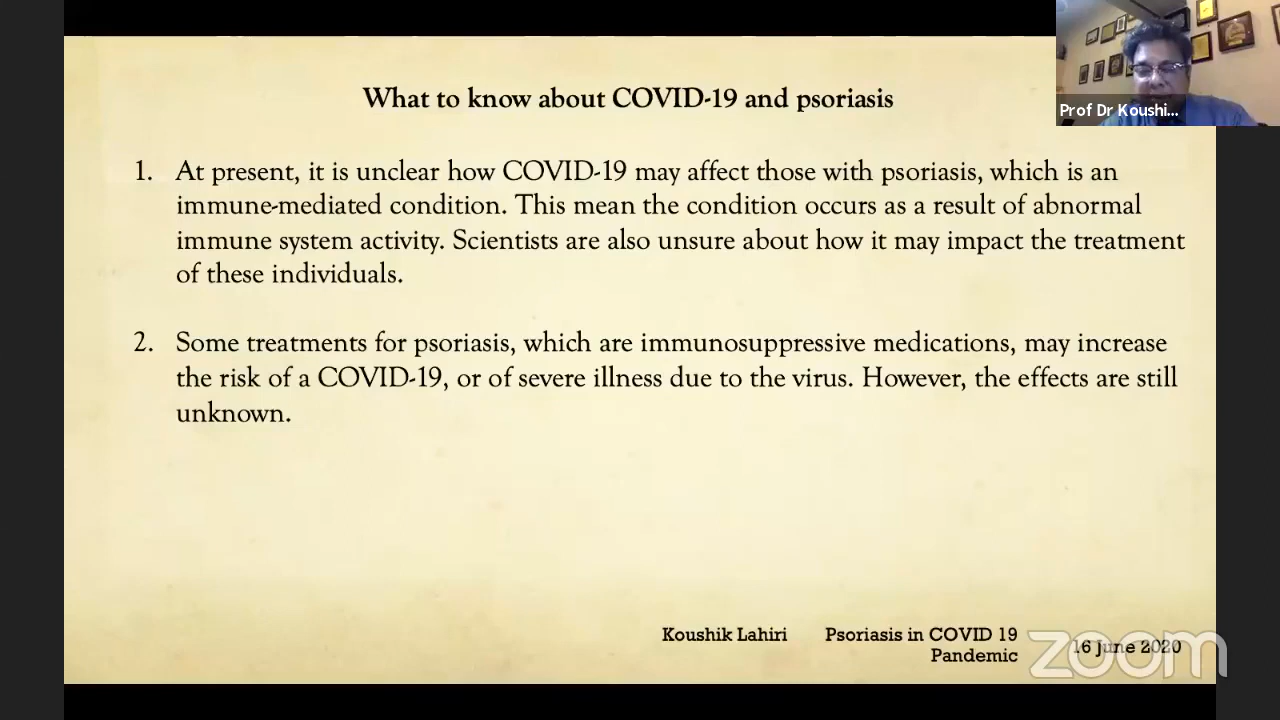 What to know about COVID-19 and psoriasis
Prof Dr Koushi...
1. At present, it is unclear how COVID-19 may affect those with psoriasis, which is an
immune-mediated condition. This mean the condition occurs as a result of abnormal
immune system activity. Scientists are also unsure about how it may impact the treatment
of these individuals.
2. Some treatments for psoriasis, which are immunosuppressive medications, may increase
the risk of a COVID-19, or of severe illness due to the virus. However, the effects are still
unknown.
Koushik Lahiri
Psoriasis in COVID 19
Pandemic
16 June 2020
zoom